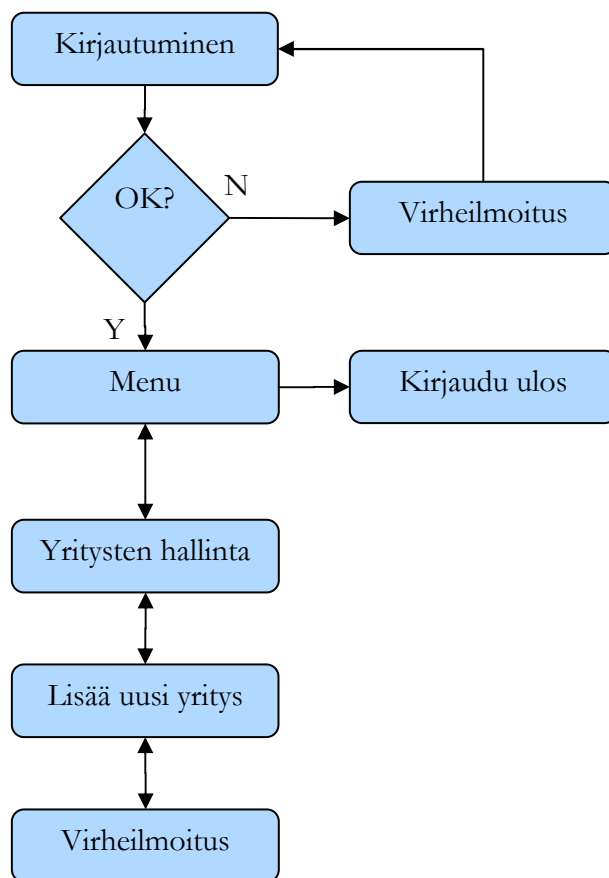 Kirjautuminen
OK?
N
Virheilmoitus
Y
Menu
Kirjaudu ulos
Yritysten hallinta
Lisää uusi yritys
Virheilmoitus